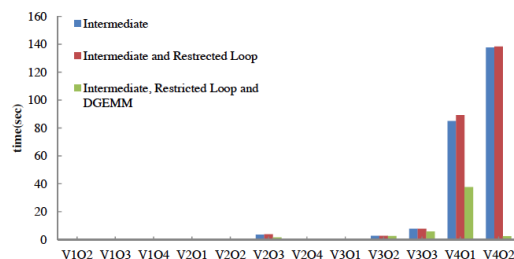 160
140
120
100
80
60
40
20
0
time(sec)
Intermediate
Intermediate and Restrected Loop
Intermediate, Restricted Loop and
DGEMM
V1O2 V1O3 V1O4 V2O1 V2O2 V2O3 V2O4 V3O1 V3O2 V3O3 V4O1 V4O2